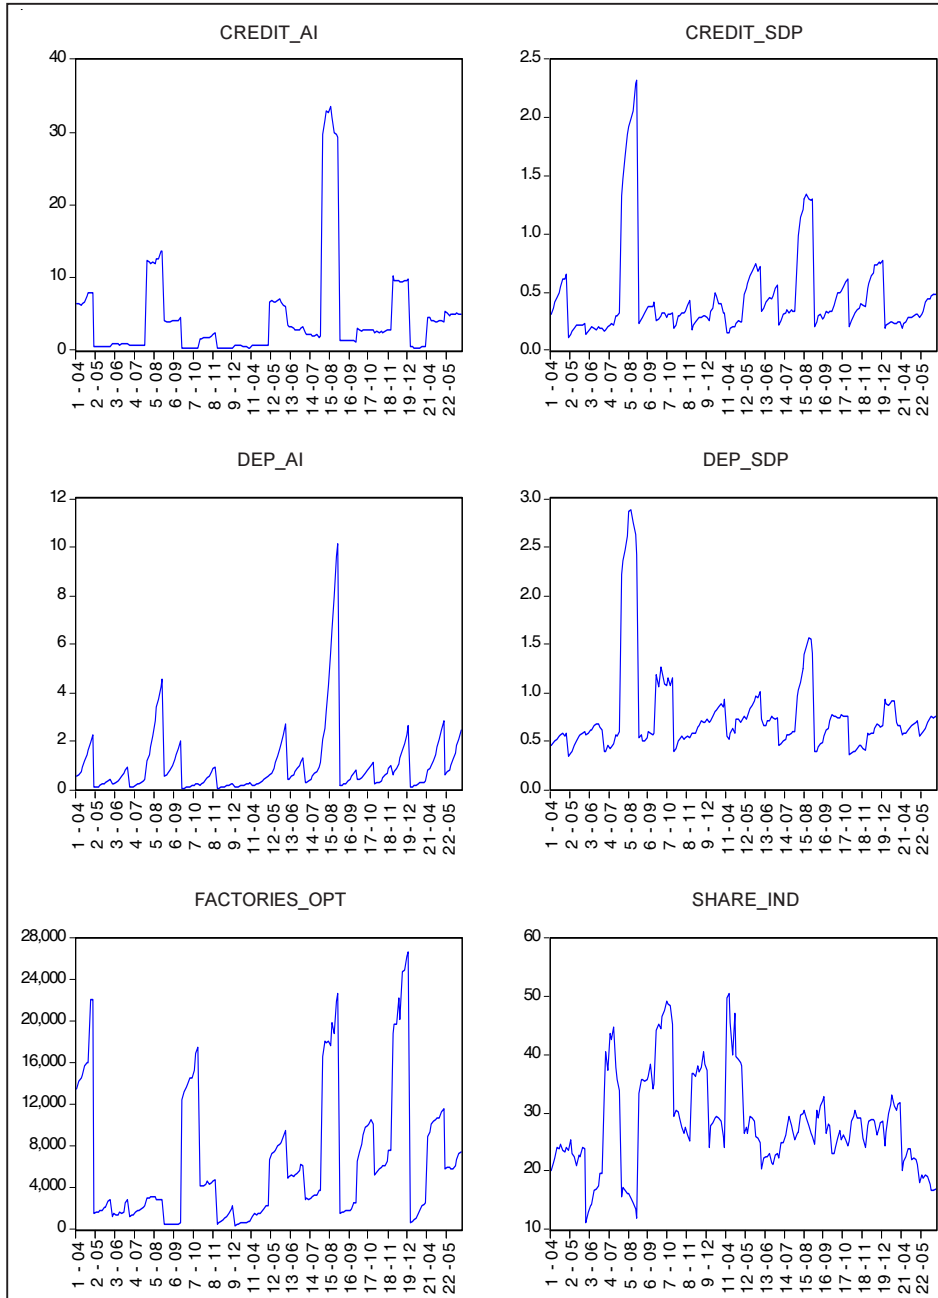 CREDIT_AI
40
30
20
10
0
1 - 04
2 - 05
3 - 06
4 - 07
5 - 08
6 - 09
7 - 10
8 - 11
9 - 12
11 - 04
12 - 05
13 - 06
14 - 07
15 - 08
16 - 09
17 - 10
18 - 11
19 - 12
21 - 04
22 - 05
CREDIT_SDP
2.5
2.0
1.5
1.0
0.5
0.0
1 - 04
2 - 05
3 - 06
4 - 07
5 - 08
6 - 09
7 - 10
8 - 11
9 - 12
11 - 04
12 - 05
13 - 06
14 - 07
15 - 08
16 - 09
17 - 10
18 - 11
19 - 12
21 - 04
22 - 05
DEP_AI
12
10
8
6
4
2
0
1 - 04
2 - 05
3 - 06
4 - 07
5 - 08
6 - 09
7 - 10
8 - 11
9 - 12
11 - 04
12 - 05
13 - 06
14 - 07
15 - 08
16 - 09
17 - 10
18 - 11
19 - 12
21 - 04
22 - 05
DEP_SDP
3.0
2.5
2.0
1.5
1.0
0.5
0.0
1 - 04
2 - 05
3 - 06
4 - 07
5 - 08
6 - 09
7 - 10
8 - 11
9 - 12
11 - 04
12 - 05
13 - 06
14 - 07
15 - 08
16 - 09
17 - 10
18 - 11
19 - 12
21 - 04
22 - 05
FACTORIES_OPT
28,000
24,000
20,000
16,000
12,000
8,000
4,000
0
1 - 04
2 - 05
3 - 06
4 - 07
5 - 08
6 - 09
7 - 10
8 - 11
9 - 12
11 - 04
12 - 05
13 - 06
14 - 07
15 - 08
16 - 09
17 - 10
18 - 11
19 - 12
21 - 04
22 - 05
SHARE_IND
60
50
40
30
20
10
1 - 04
2 - 05
3 - 06
4 - 07
5 - 08
6 - 09
7 - 10
8 - 11
9 - 12
11 - 04
12 - 05
13 - 06
14 - 07
15 - 08
16 - 09
17 - 10
18 - 11
19 - 12
21 - 04
22 - 05